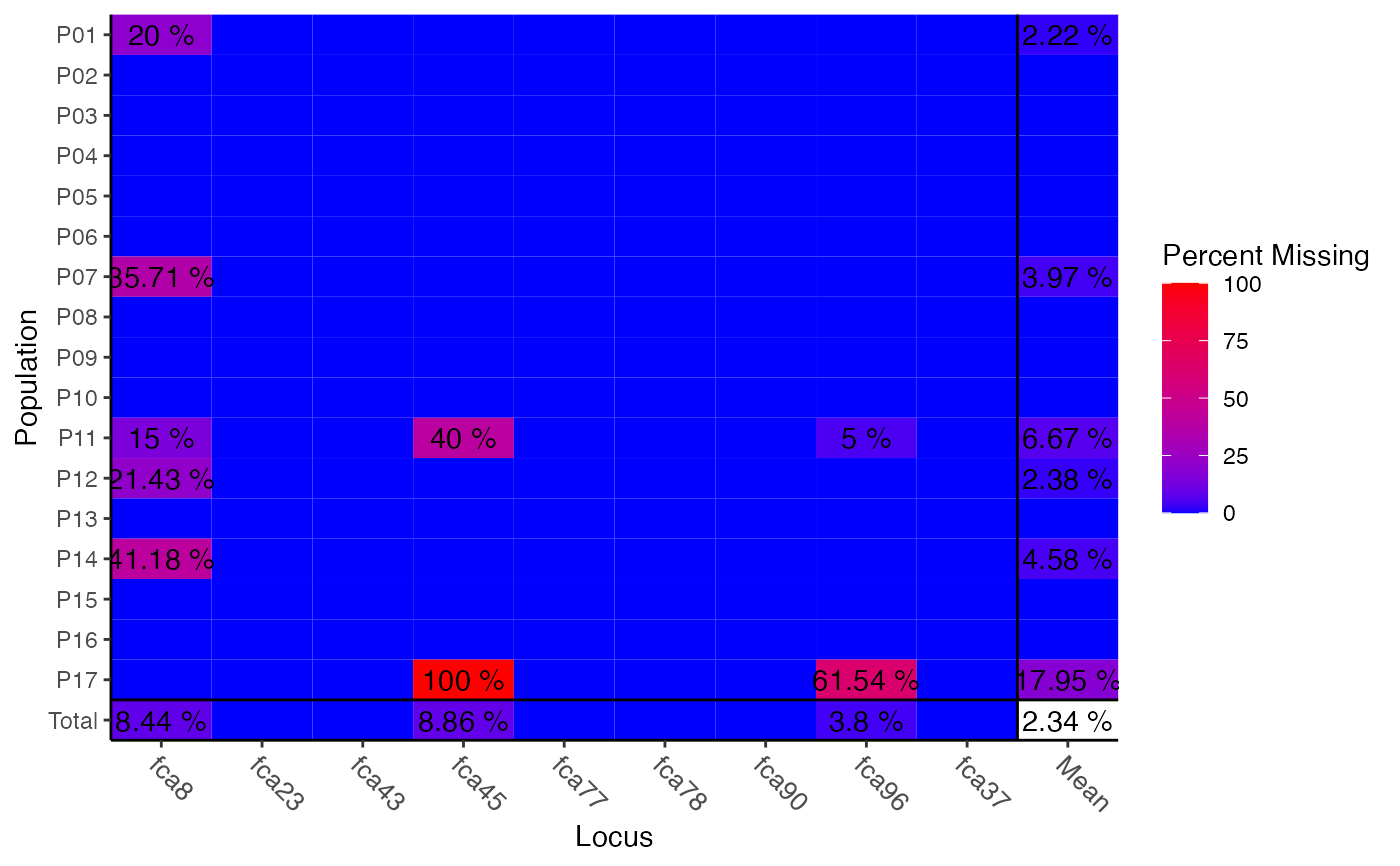 P01 20 % 2.22 %
P02
P03
P04
P05
P06
P07 35.71 % 3.97 %
P08
P09
P10
P11 15 % 40 % 5 % 6.67 %
P12 21.43 % 2.38 %
P13
P14 41.18 % 4.58 %
P15
P16
P17 100 % 61.54 % 17.95 %
Total 8.44 % 8.86 % 3.8 % 2.34 %
fca8 fca23 fca43 fca45 fca77 fca78 fca90 fca96 fca37 Mean
Locus
Population
Percent Missing
100
75
50
25
0